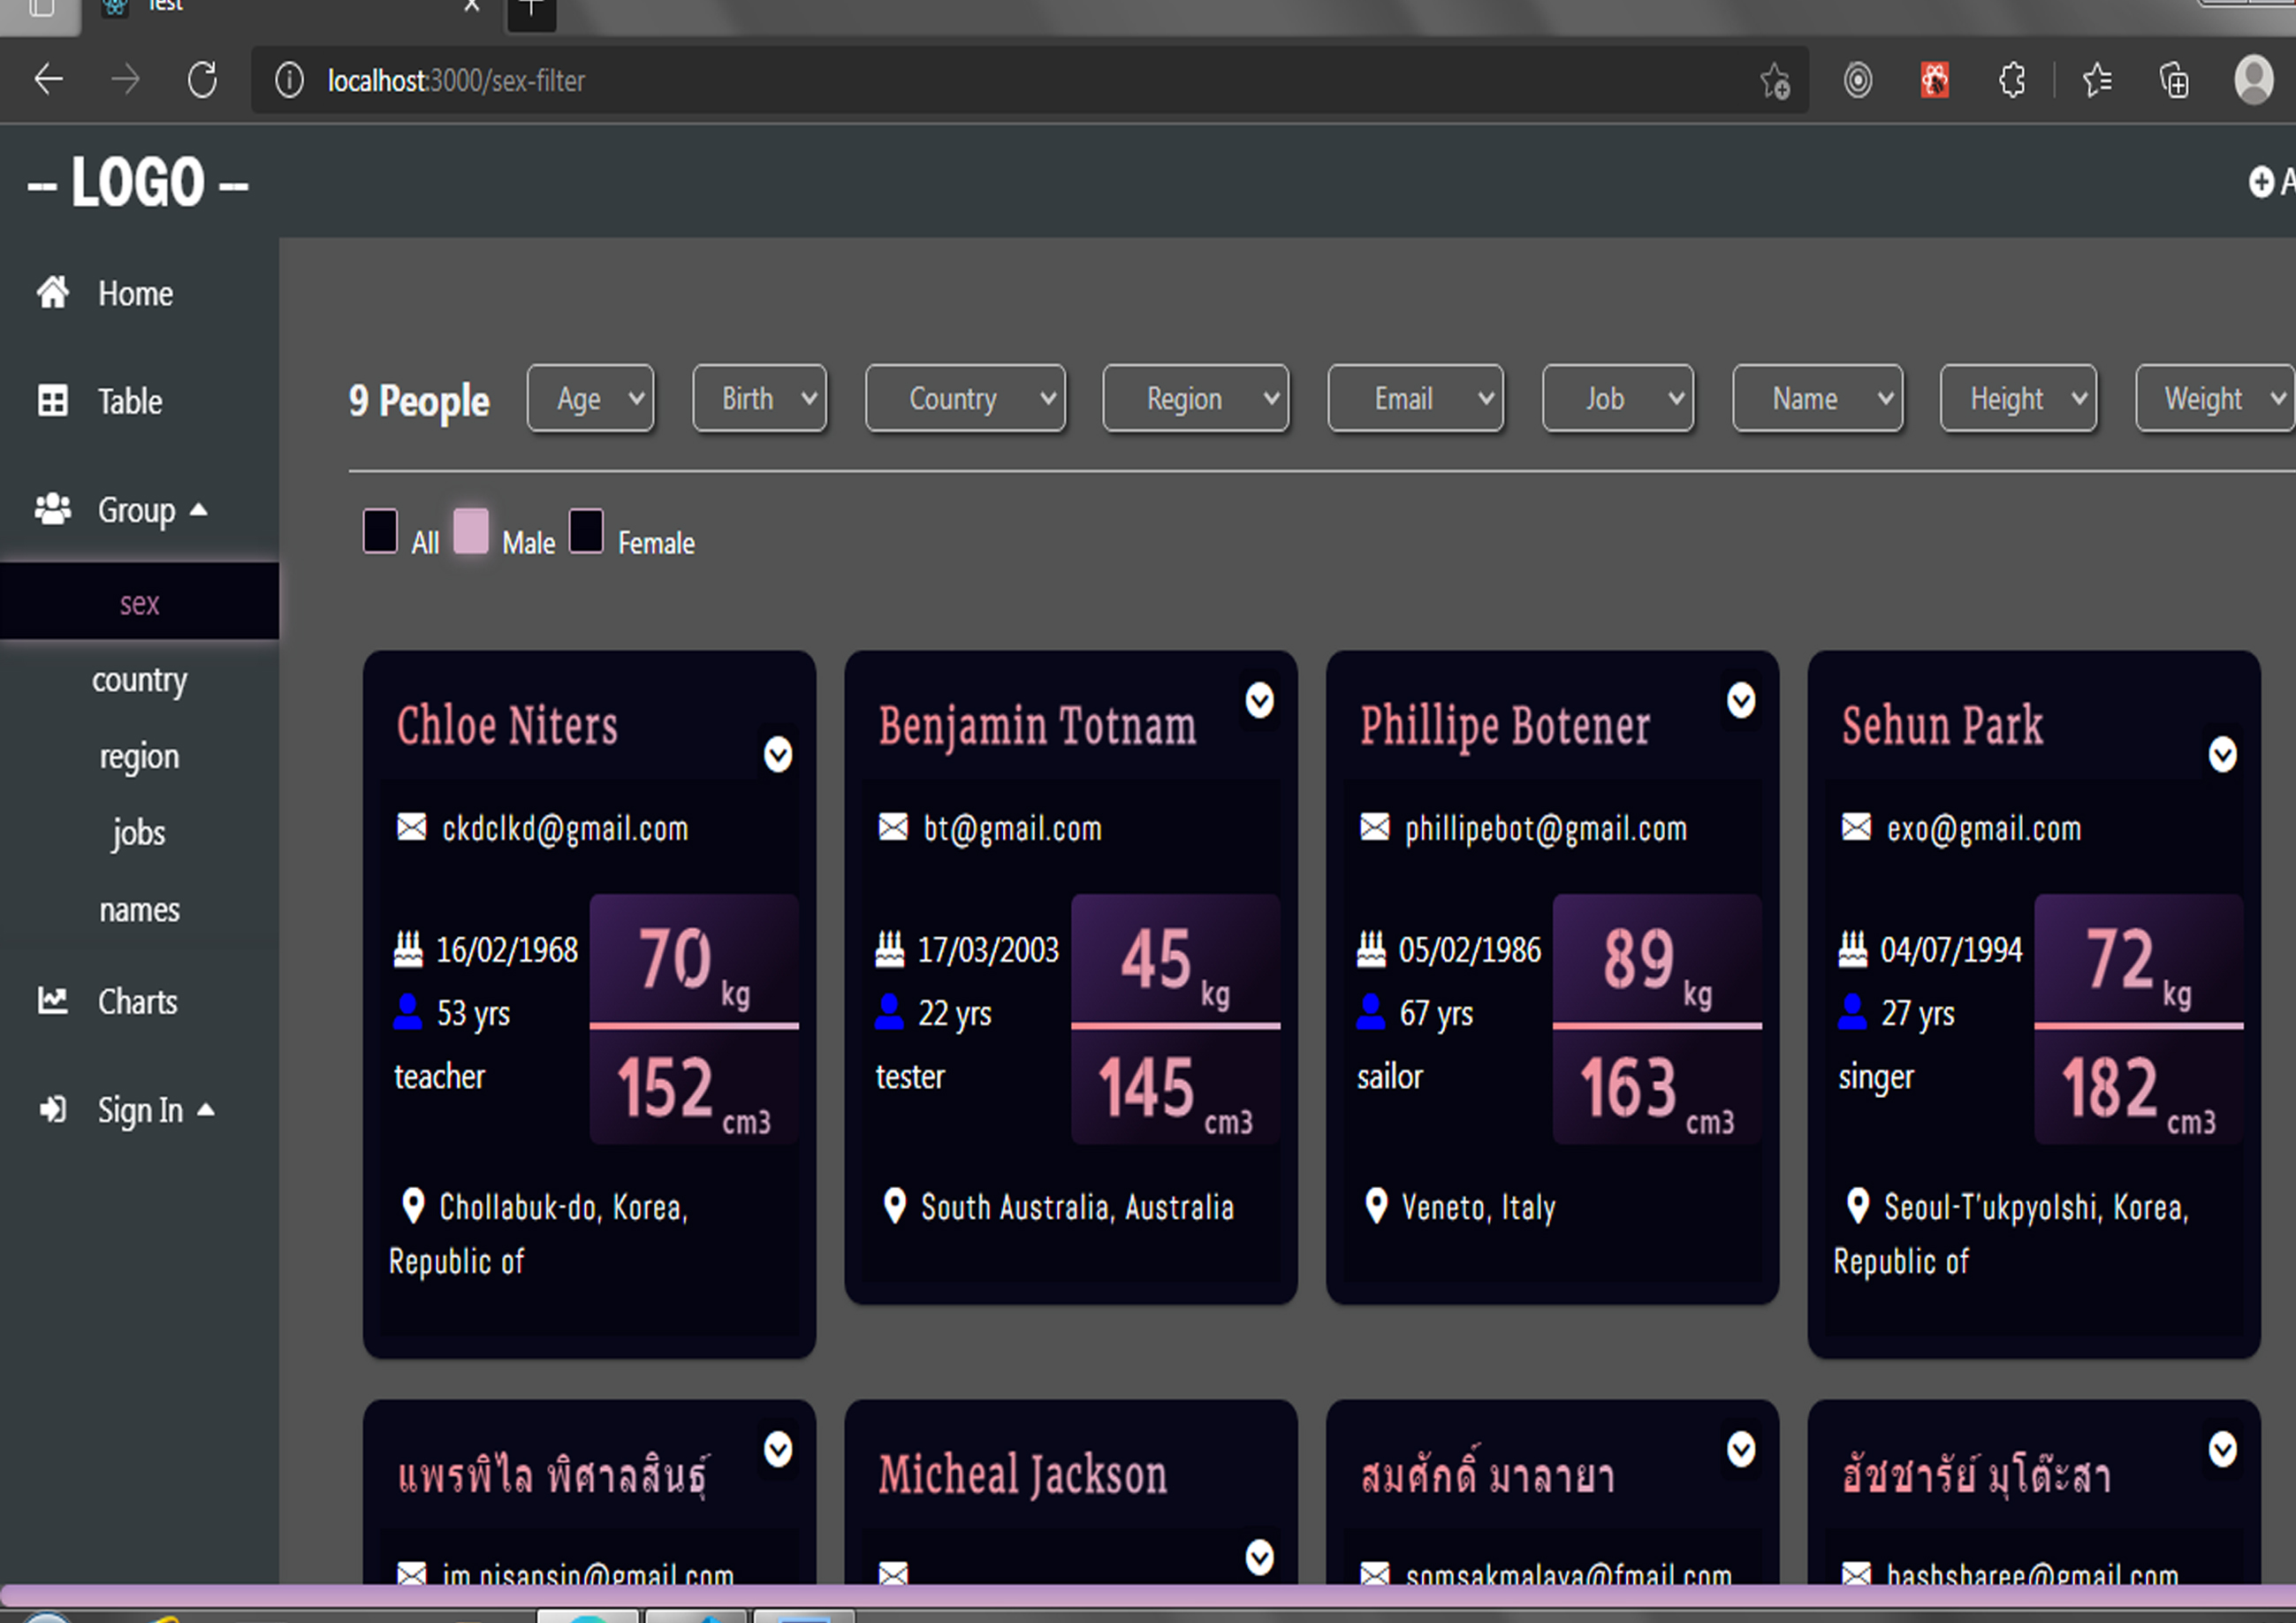 Test
localhost:3000/sex-filter
-- LOGO --
Home
Table
Group
sex
country
region
jobs
names
Charts
Sign In
9 People Age Birth Country Region Email Job Name Height Weight
All Male Female
Chloe Niters
ckdclkd@gmail.com
16/02/1968
53 yrs
teacher
70 kg
152 cm3
Chollabuk-do, Korea,
Republic of
Benjamin Totnam
bt@gmail.com
17/03/2003
22 yrs
tester
45 kg
145 cm3
South Australia, Australia
Phillipe Botener
phillipebot@gmail.com
05/02/1986
67 yrs
sailor
89 kg
163 cm3
Veneto, Italy
Sehun Park
exo@gmail.com
04/07/1994
27 yrs
singer
72 kg
182 cm3
Seoul-T'ukpyolshi, Korea,
Republic of
แพรพิไล พิศาลสินธุ์
im.pisansin@gmail.com
Micheal Jackson
สมศักดิ์ มาลายา
somsakmalaya@fmail.com
ฮัชชารัย์ มุโต๊ะสา
hashsharee@gmail.com